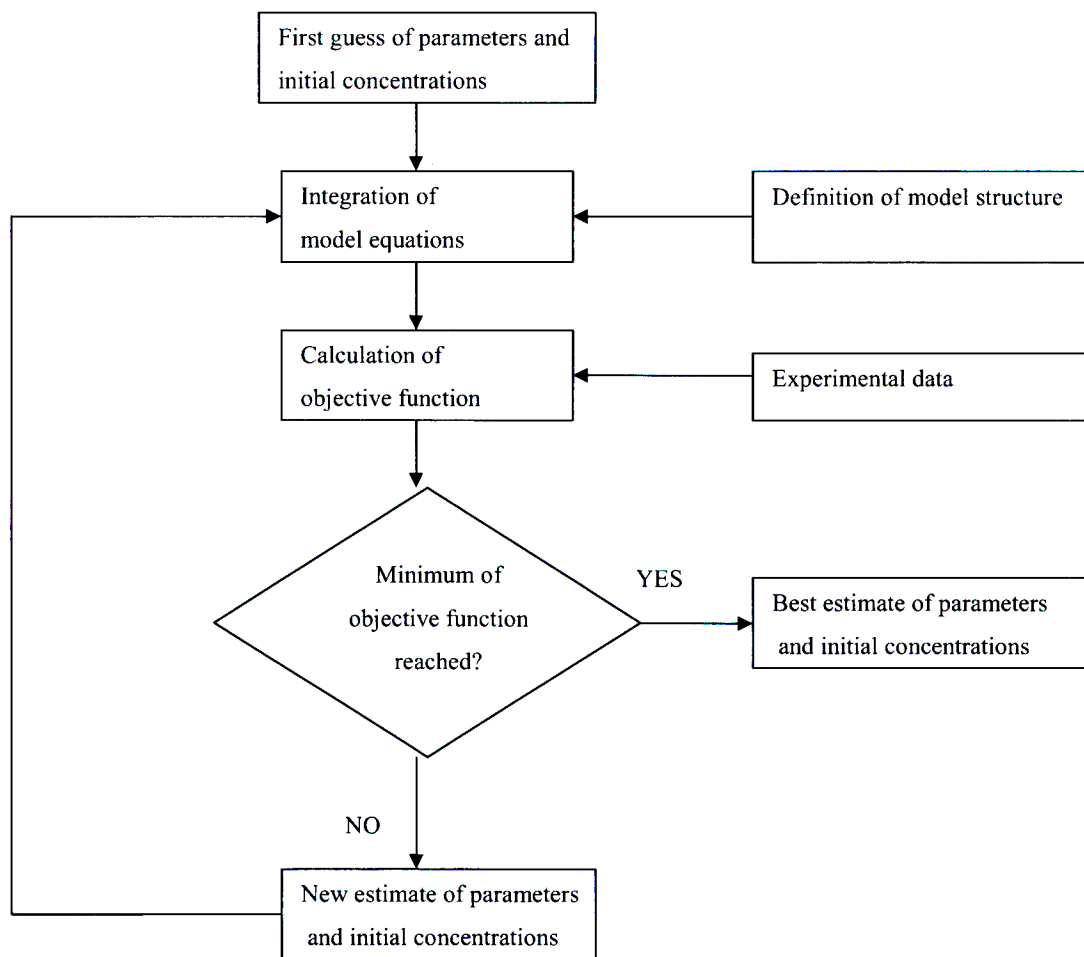 First guess of parameters and
initial concentrations
Integration of
model equations
Definition of model structure
Calculation of
objective function
Experimental data
Minimum of
objective function
reached?
YES
Best estimate of parameters
and initial concentrations
NO
New estimate of parameters
and initial concentrations